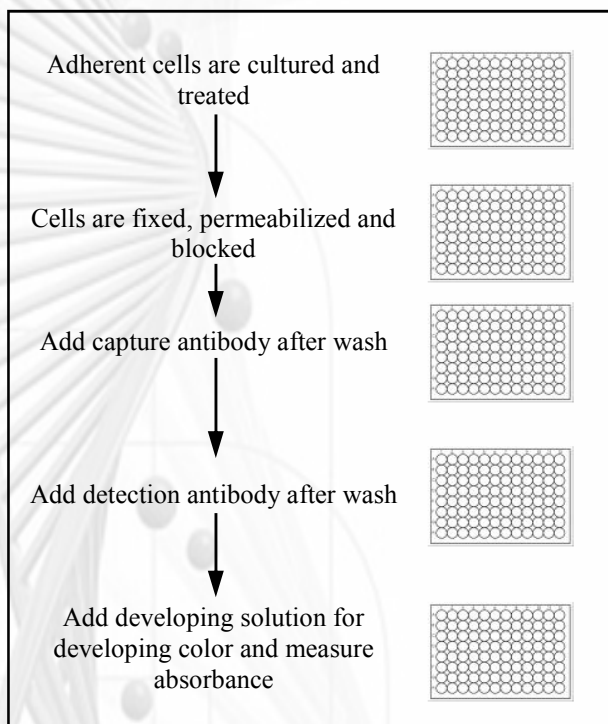 Adherent cells are cultured and
treated
Cells are fixed, permeabilized and
blocked
Add capture antibody after wash
Add detection antibody after wash
Add developing solution for
developing color and measure
absorbance